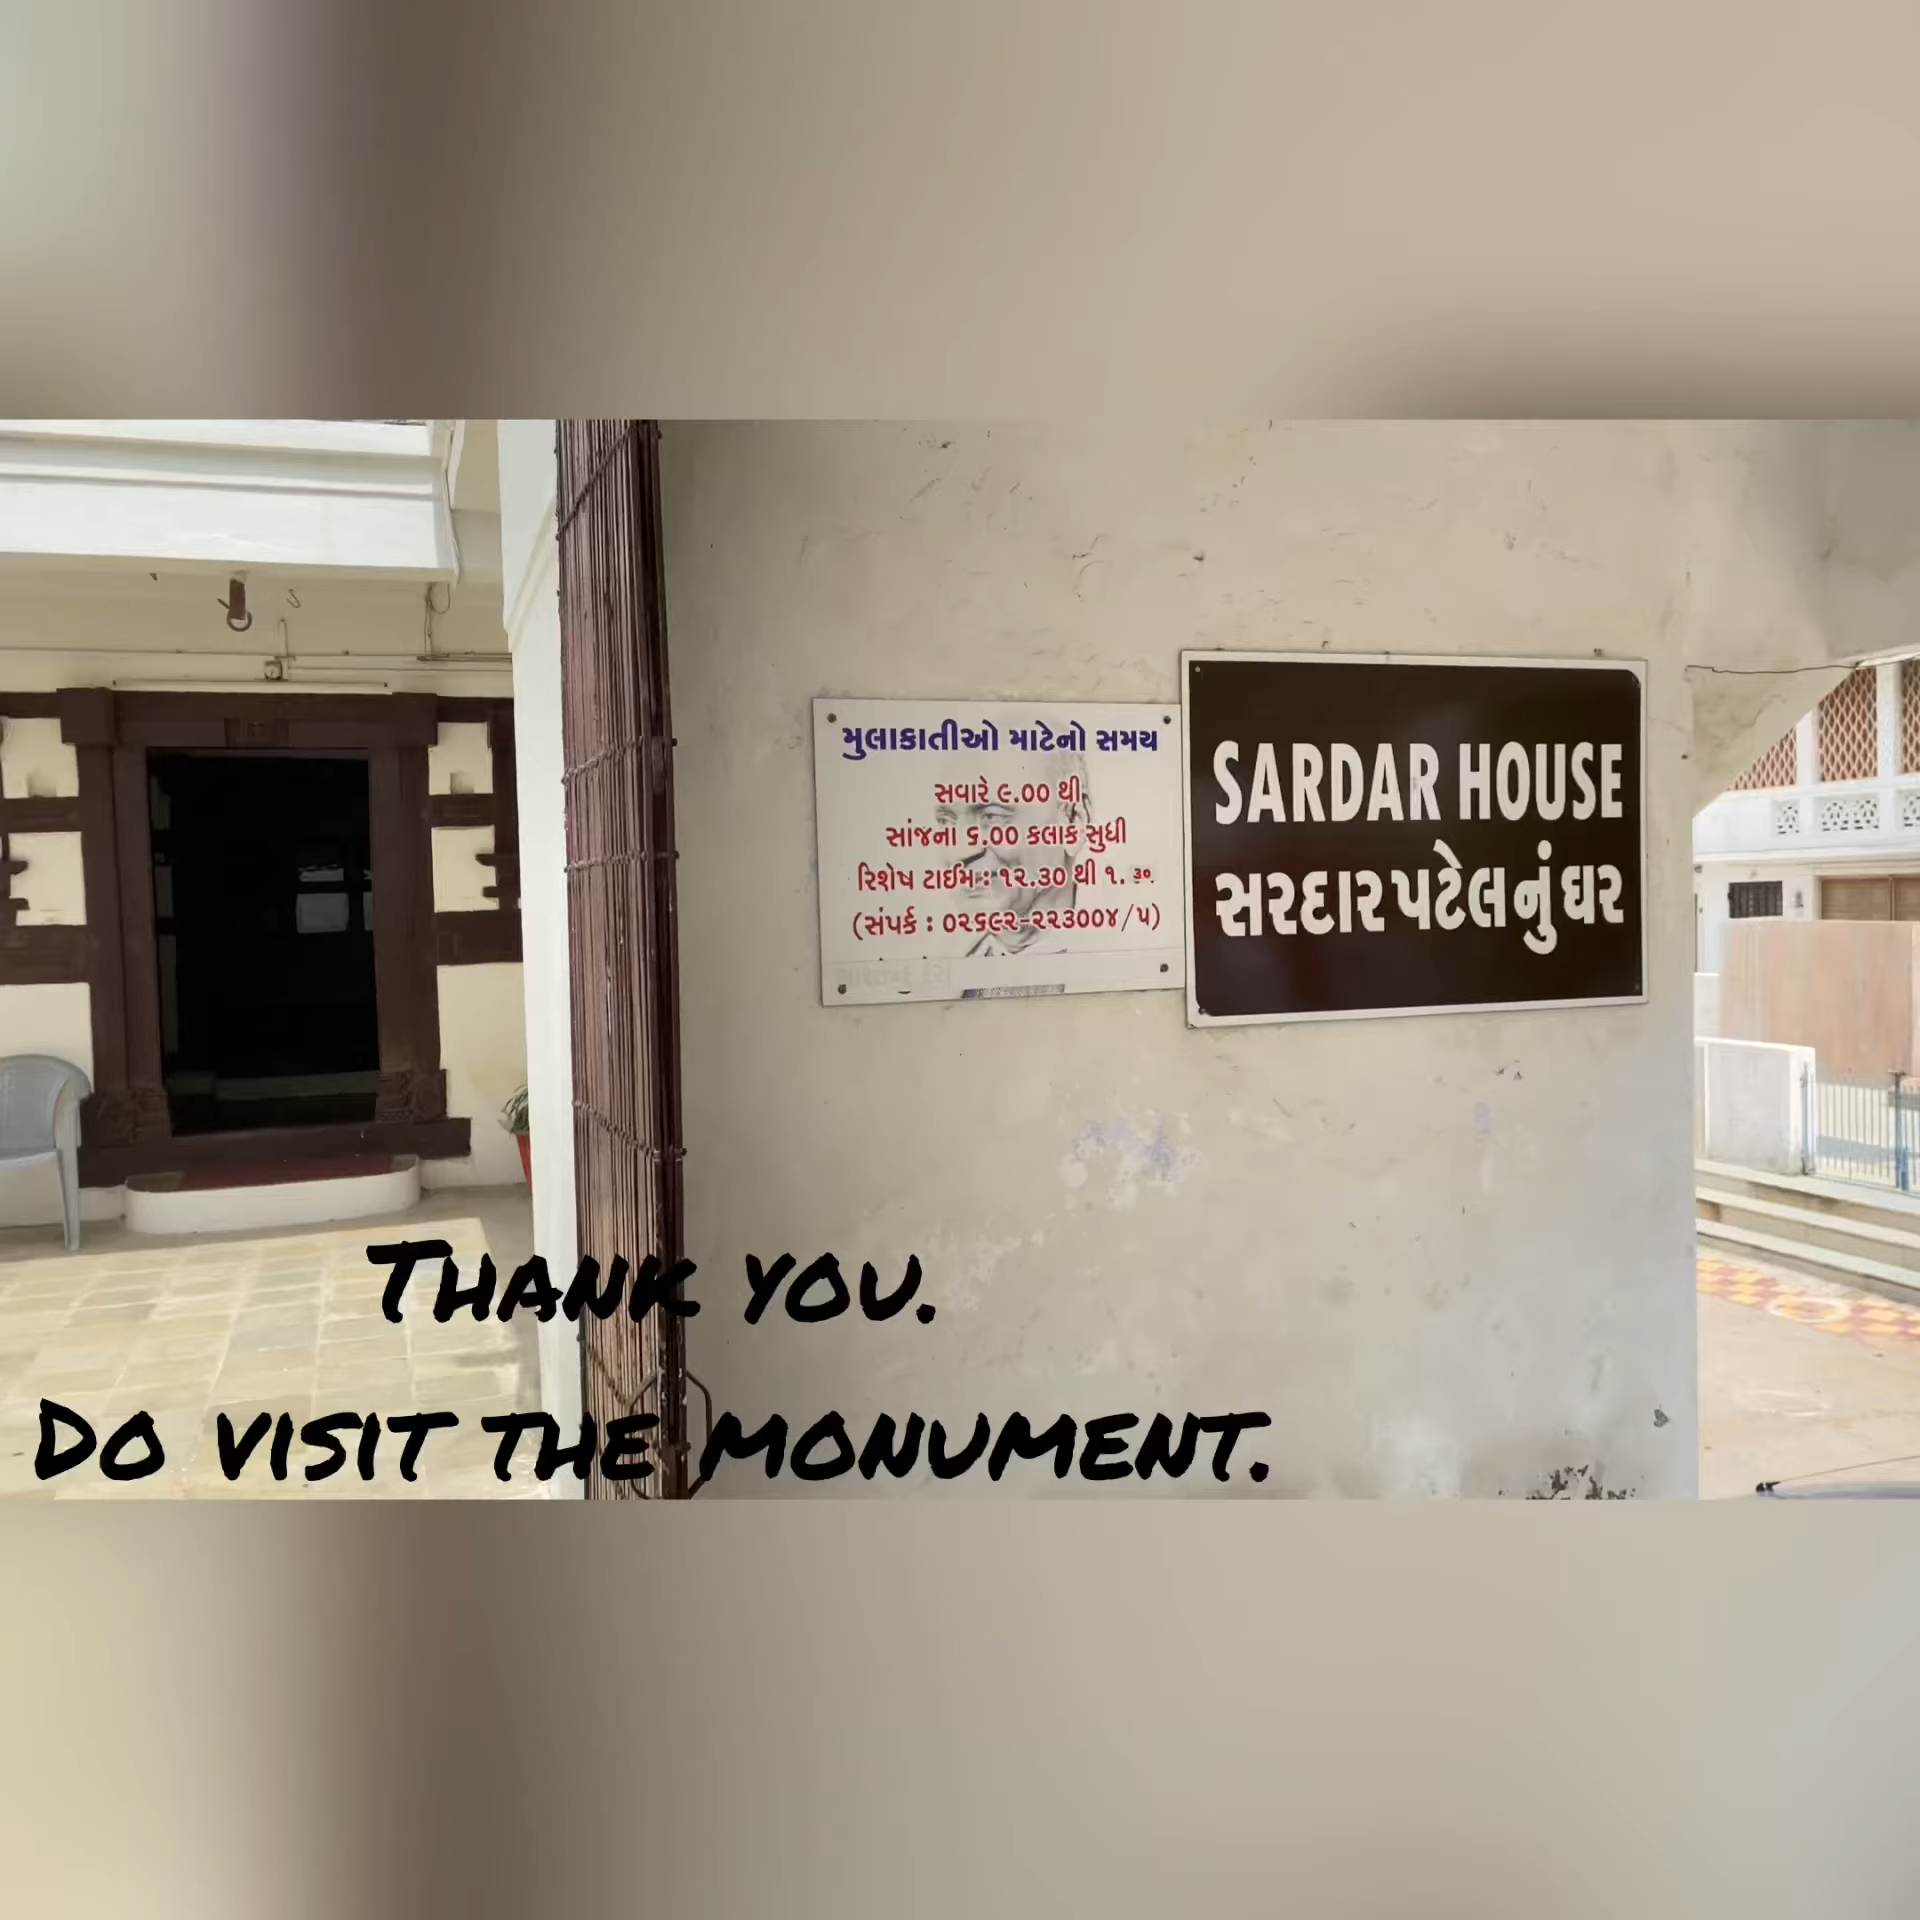 મુલાકાતીઓ માટેનો સમય
સવારે ૯.૦૦ થી
સાંજના ૬.૦૦ કલાક સુધી
રિશેષ ટાઈમ : ૧૨.૩૦ થી ૧. ૩૦
(સંપર્ક : ૦૨૬૯૨-૨૨૩૦૦૪/૫)
SARDAR HOUSE
સરદાર પટેલ નું ઘર
THANK YOU.
DO VISIT THE MONUMENT.